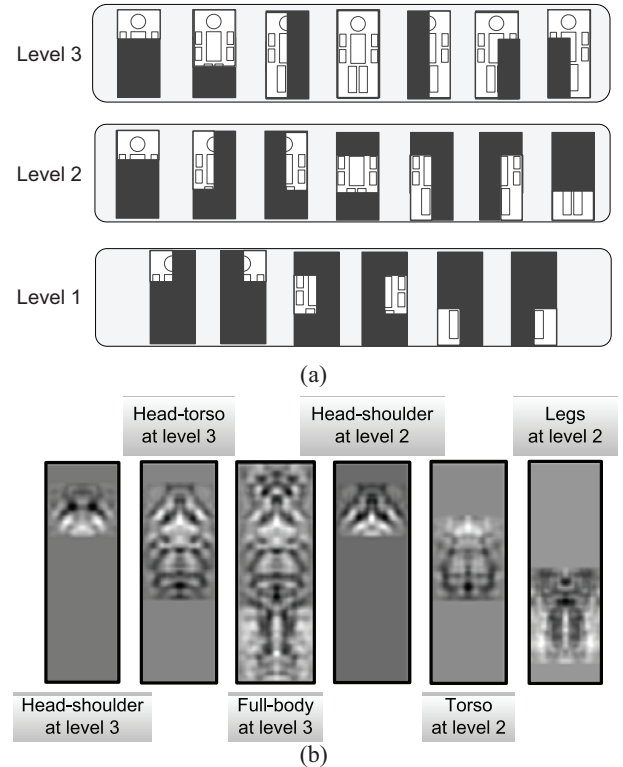 Level 3
Level 2
Level 1
(a)
Head-torso
at level 3
Head-shoulder
at level 2
Legs
at level 2
Head-shoulder
at level 3
Full-body
at level 3
Torso
at level 2
(b)